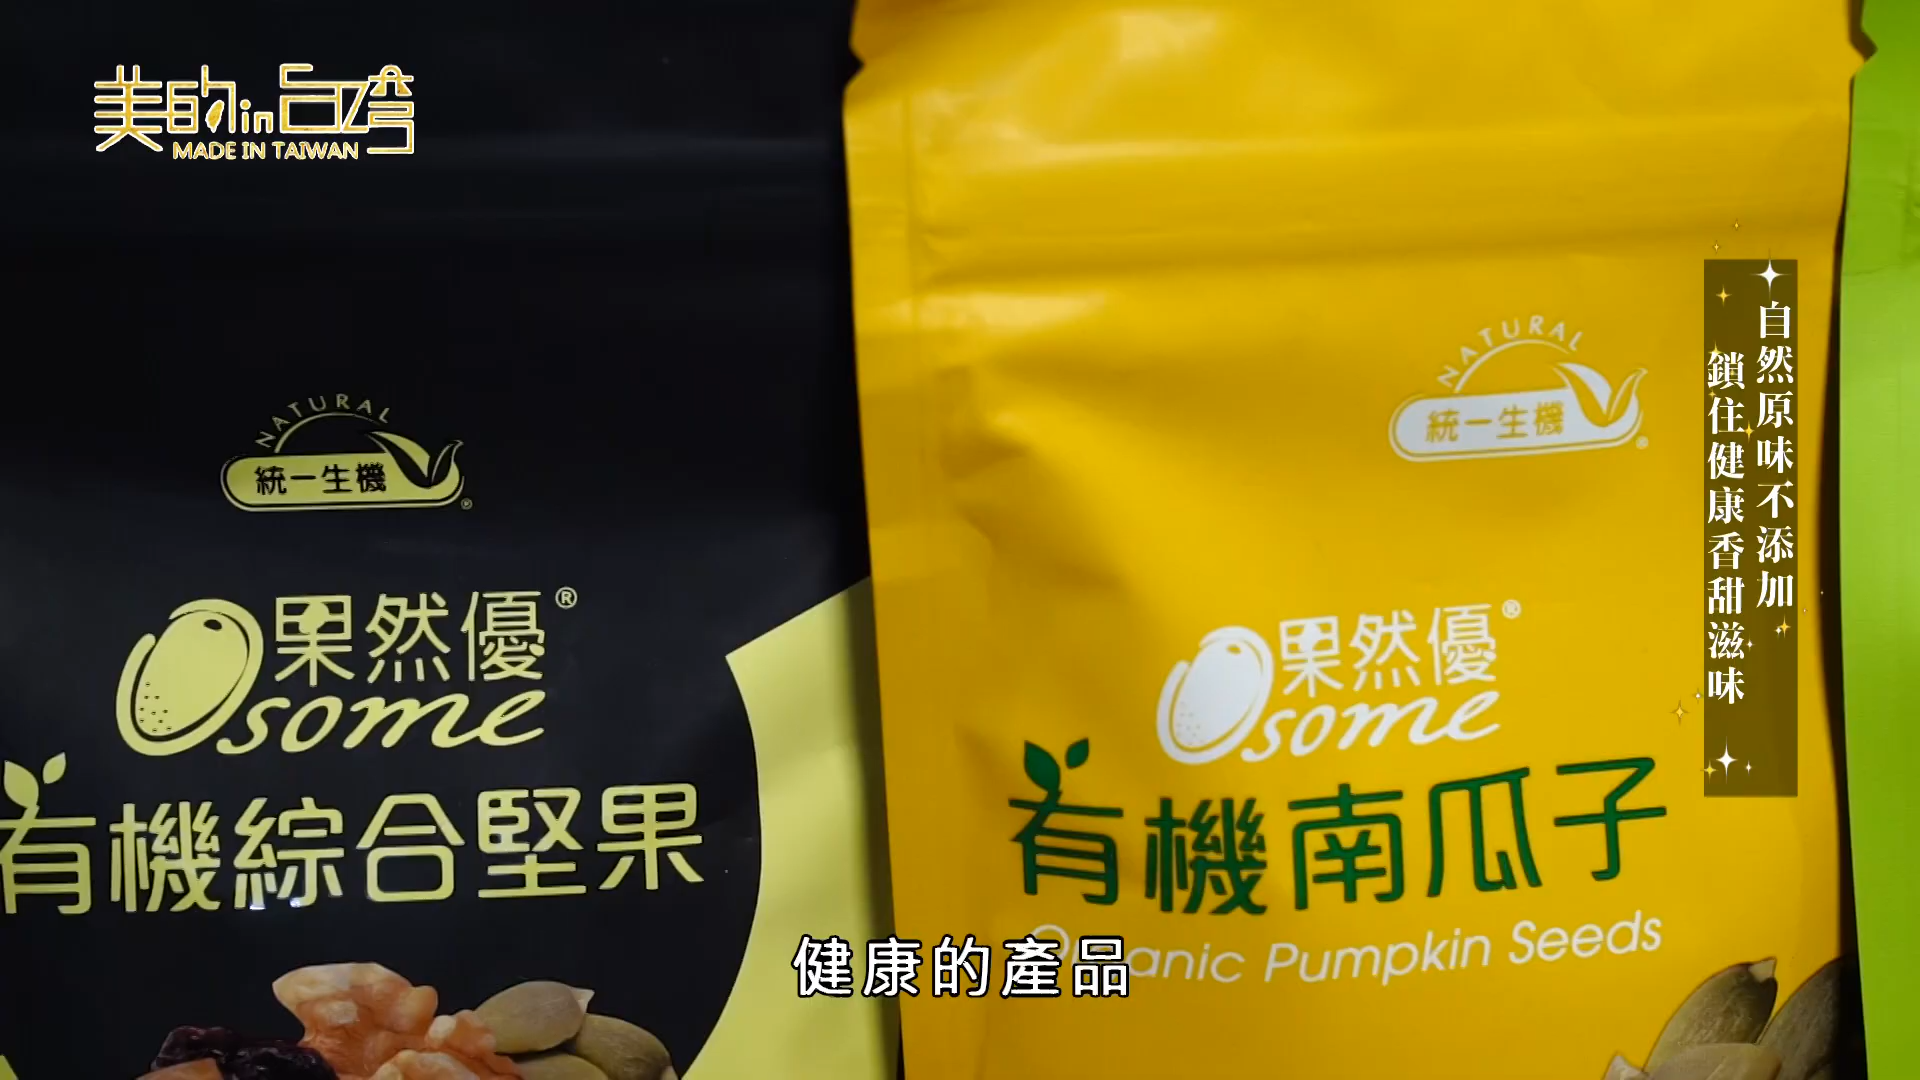 美的in台灣
MADE IN TAIWAN
NATURAL
統一生機
®
果然優®
Osome
有機綜合堅果
NATURAL
統一生機
®
果然優®
Osome
有機南瓜子
Organic Pumpkin Seeds
自然原味不添加
鎖住健康香甜滋味
健康的產品